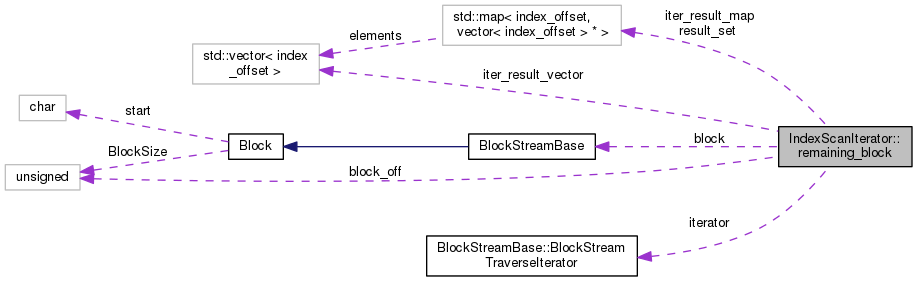 std::map< index_offset,
vector< index_offset > * >
iter_result_map
result_set
elements
std::vector< index
_offset >
iter_result_vector
char
start
IndexScanIterator::
remaining_block
Block
BlockStreamBase
block
BlockSize
unsigned
block_off
iterator
BlockStreamBase::BlockStream
TraverseIterator